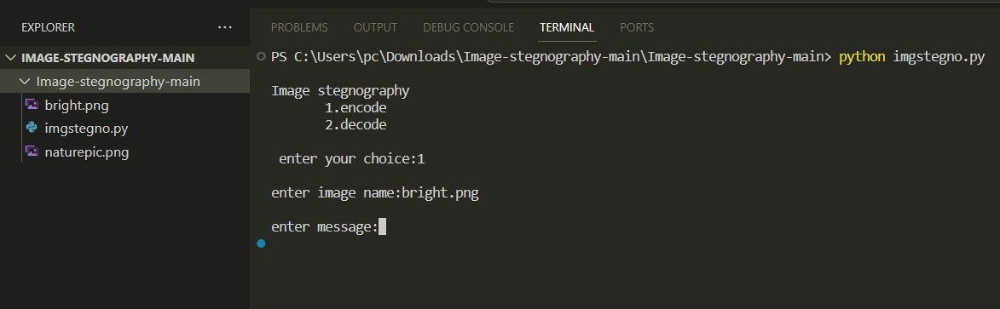 EXPLORER
...
IMAGE-STEGNOGRAPHY-MAIN
Image-stegnography-main
bright.png
imgstegno.py
naturepic.png
PROBLEMS OUTPUT DEBUG CONSOLE TERMINAL PORTS
PS C:\Users\pc\Downloads\Image-stegnography-main\Image-stegnography-main> python imgstegno.py
Image stegnography
1.encode
2.decode
enter your choice:1
enter image name:bright.png
enter message: